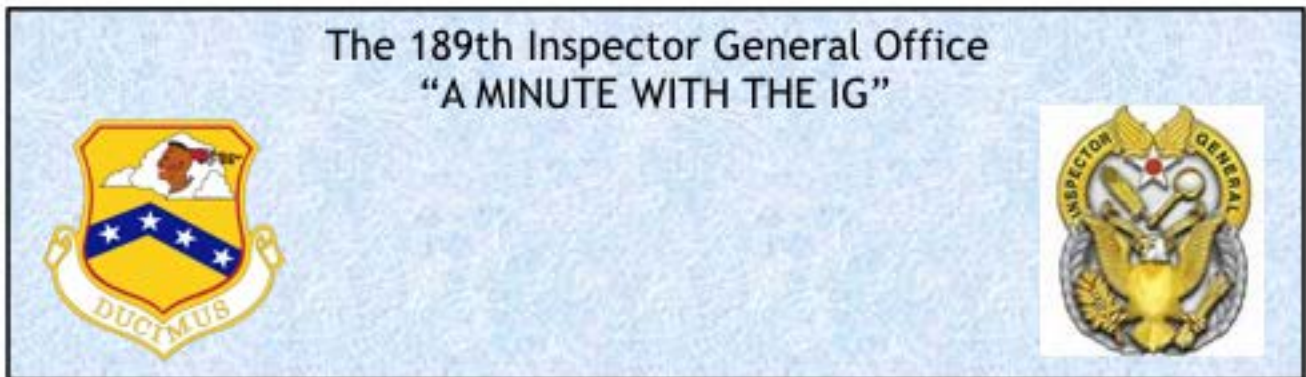 The 189th Inspector General Office
“A MINUTE WITH THE IG”
DUCIMUS
INSPECTOR GENERAL